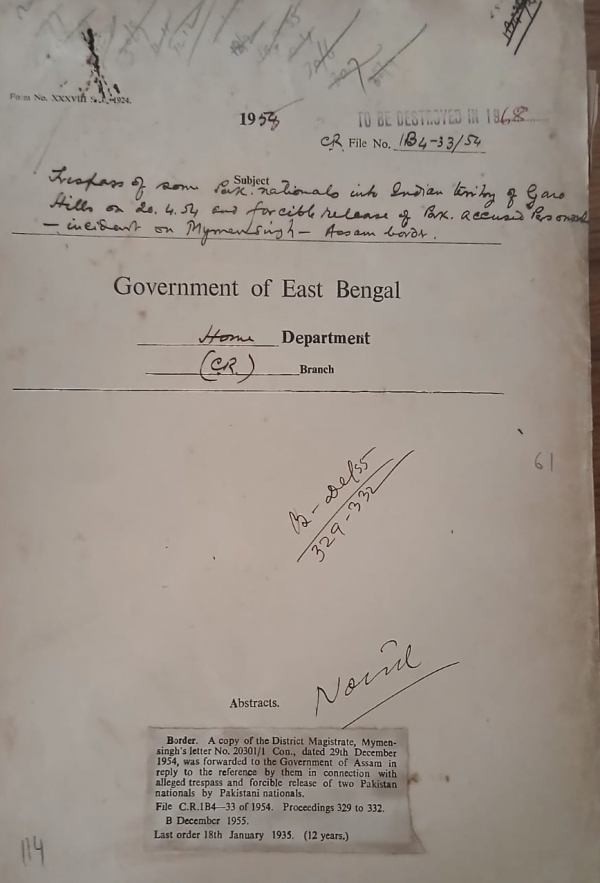 Form No. XXXVIII
1954
TO BE DESTROYED IN 1968
CR. File No. 1B4-33/54
Subject
Trespass of some Pak. nationals into Indian territy of Garo
Hills on 20.4.54 and forcible release of Pak. accused Persons
- incident on Mymensingh - Assam bordr.
Government of East Bengal
Home Department
(C.R.) Branch
61
B - Dec/55
329-332
Abstracts.
Border. A copy of the District Magistrate, Mymen-
singh's letter No. 20301/1 Con., dated 29th December
1954, was forwarded to the Government of Assam in
reply to the reference by them in connection with
alleged trespass and forcible release of two Pakistan
nationals by Pakistani nationals.
File C.R.1B4—33 of 1954. Proceedings 329 to 332.
B December 1955.
Last order 18th January 1935. (12 years,)
114